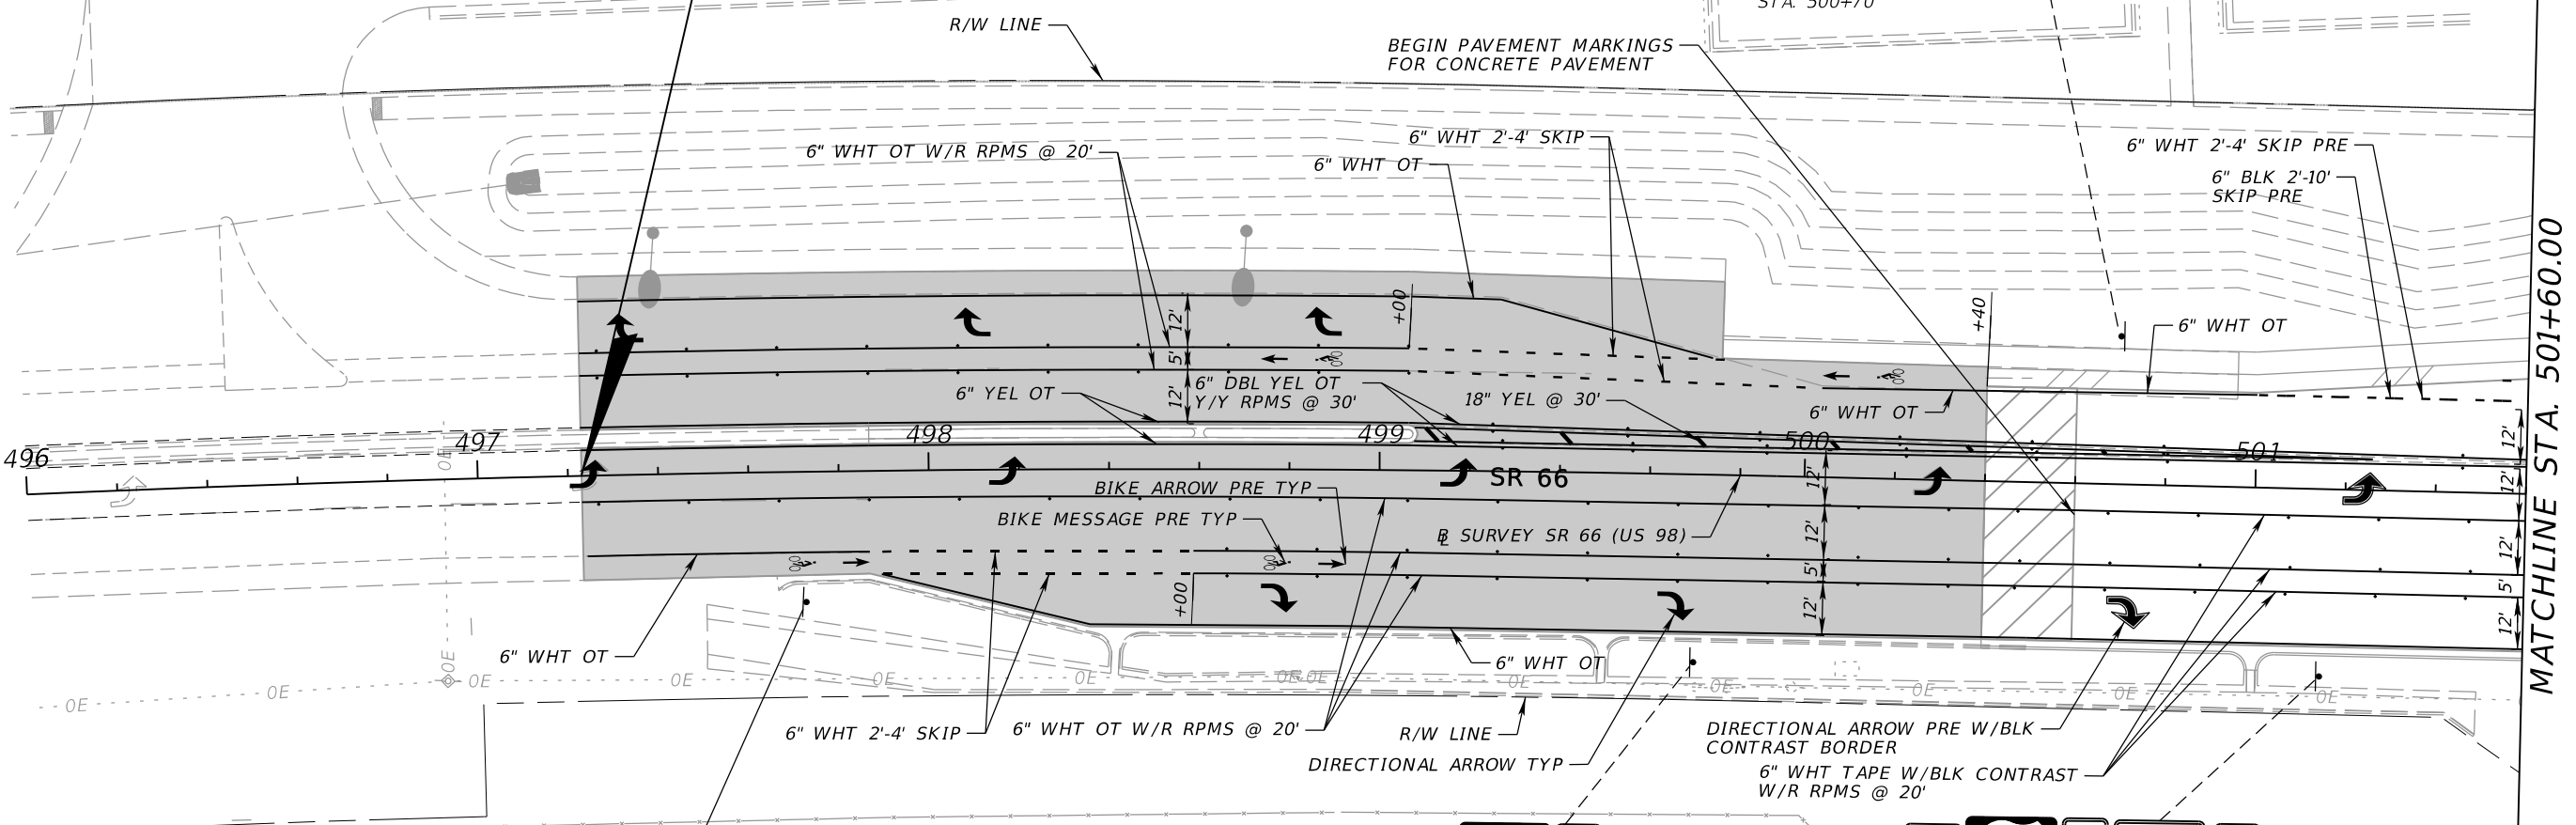 STA. 500+70
R/W LINE
BEGIN PAVEMENT MARKINGS
FOR CONCRETE PAVEMENT
6" WHT 2'-4' SKIP
6" WHT 2'-4' SKIP PRE
6" WHT OT W/R RPMS @ 20'
6" WHT OT
6" BLK 2'-10'
SKIP PRE
MATCHLINE STA. 501+60.00
+00
+40
12'
5'
12'
6" WHT OT
6" YEL OT
6" DBL YEL OT
Y/Y RPMS @ 30'
18" YEL @ 30'
6" WHT OT
496
497
498
499
500
501
OE
12'
12'
12'
5'
12'
SR 66
BIKE ARROW PRE TYP
BIKE MESSAGE PRE TYP
B SURVEY SR 66 (US 98)
L
12'
12'
5'
12'
+00
6" WHT OT
6" WHT OT
OE
OE
OE
OE
OE
OE
OE
OE
OE
OE
OE
OE
OE
OE
6" WHT 2'-4' SKIP
6" WHT OT W/R RPMS @ 20'
R/W LINE
DIRECTIONAL ARROW TYP
DIRECTIONAL ARROW PRE W/BLK
CONTRAST BORDER
6" WHT TAPE W/BLK CONTRAST
W/R RPMS @ 20'